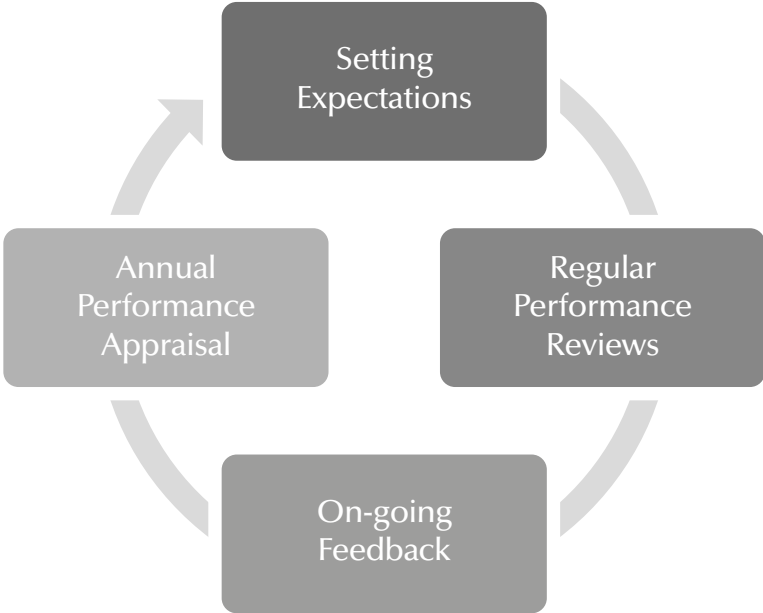 Setting
Expectations
Regular
Performance
Reviews
On-going
Feedback
Annual
Performance
Appraisal